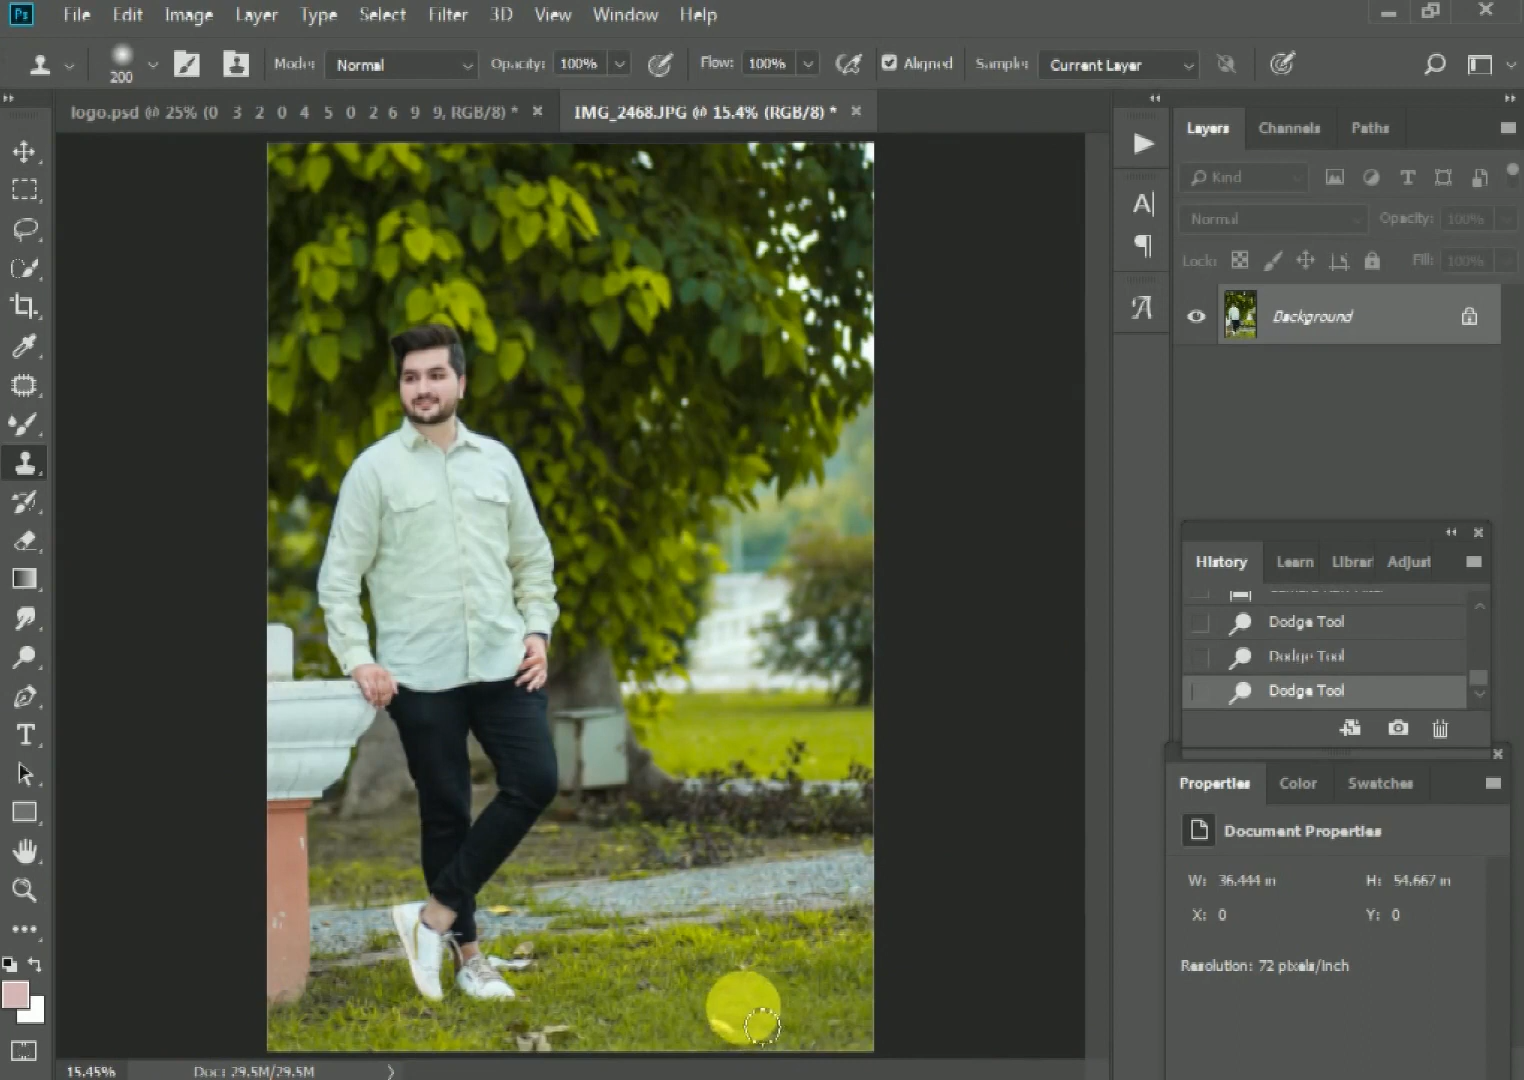 Ps File Edit Image Layer Type Select Filter 3D View Window Help
200 Mode: Normal Opacity: 100% Flow: 100% Aligned Sample: Current Layer
logo.psd @ 25% (0 3 2 0 4 5 0 2 6 9 9, RGB/8) * IMG_2468.JPG @ 15.4% (RGB/8) *
Layers Channels Paths
Kind
Normal Opacity: 100%
Lock: Fill: 100%
Background
History Learn Librar Adjust
Dodge Tool
Dodge Tool
Dodge Tool
Properties Color Swatches
Document Properties
W: 36.444 in H: 54.667 in
X: 0 Y: 0
Resolution: 72 pixels/inch
15.45% Doc: 29.5M/29.5M